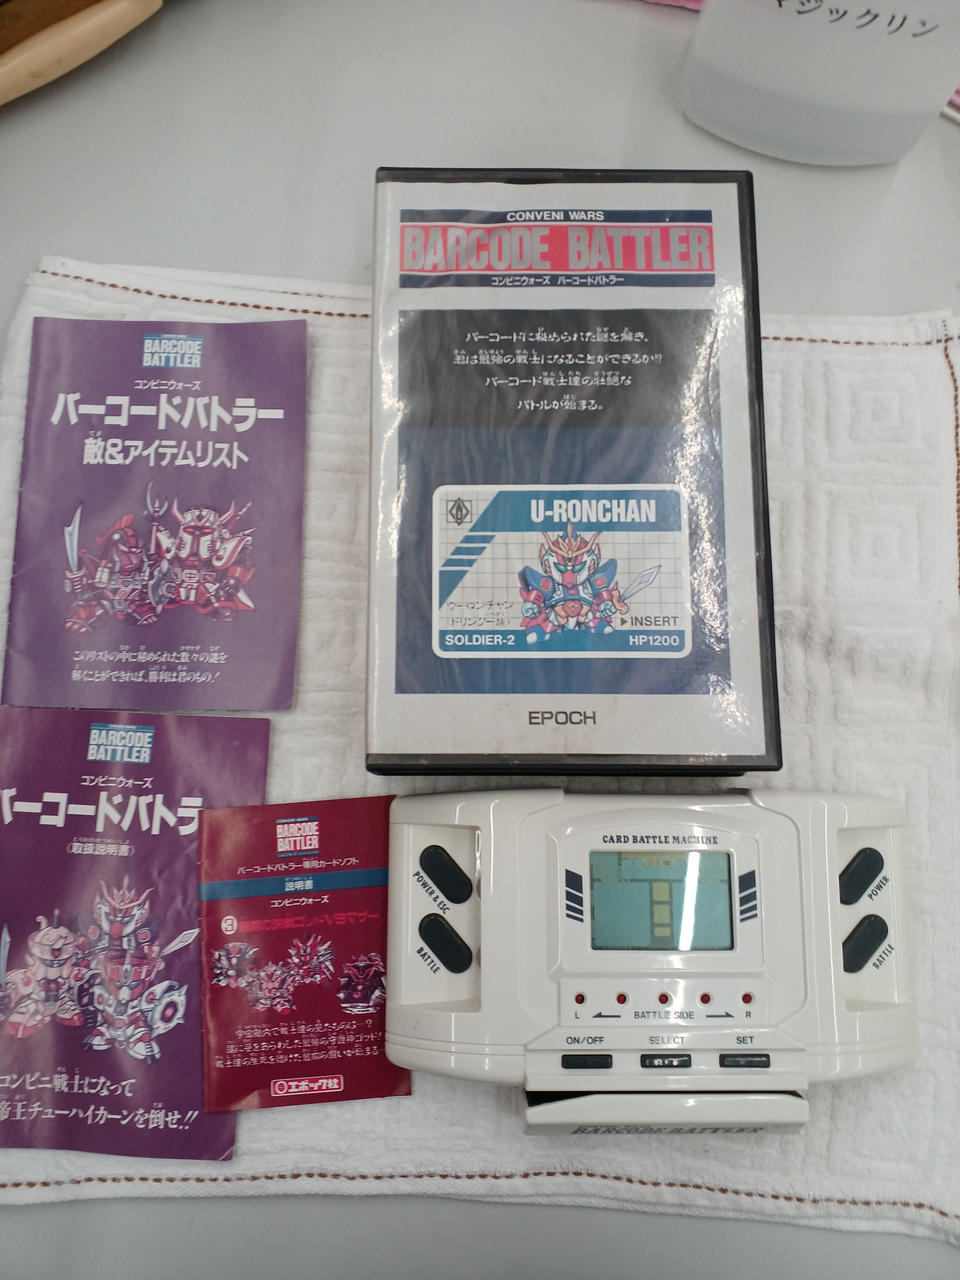 マジックリン
CONVENI WARS
BARCODE BATTLER
コンビニウォーズ バーコードバトラー
バーコードに秘められた謎を解き、
君は最強の戦士になることができるか!?
バーコード戦士達の壮絶な
バトルが始まる。
U-RONCHAN
ウーロンチャン
▶INSERT
SOLDIER-2 HP1200
EPOCH
BARCODE
BATTLER
コンビニウォーズ
バーコードバトラー
敵&アイテムリスト
このリストの中に秘められた数々の謎を
解くことができれば、勝利は君のもの!
BARCODE
BATTLER
コンビニウォーズ
バーコードバトラ
《取扱説明書》
コンビニ戦士になって
帝王チューハイカーンを倒せ!!
CONVENI WARS
BARCODE
BATTLER
バーコードバトラー専用カードソフト
説明書
コンビニウォーズ
③
エポック社
CARD BATTLE MACHINE
POWER & ESC
BATTLE
POWER
BATTLE
L BATTLE SIDE R
ON/OFF SELECT SET
BARCODE BATTLER